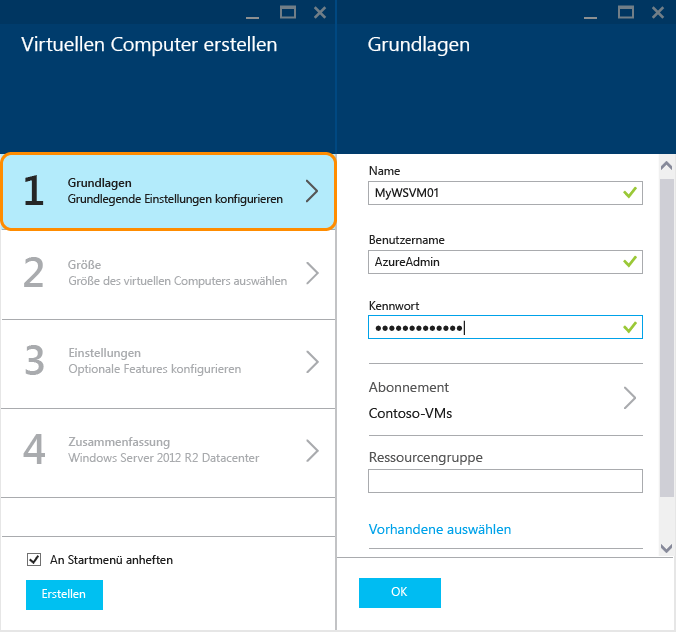 Virtuellen Computer erstellen
1
Grundlagen
Grundlegende Einstellungen konfigurieren
2
Größe
Größe des virtuellen Computers auswählen
3
Einstellungen
Optionale Features konfigurieren
4
Zusammenfassung
Windows Server 2012 R2 Datacenter
An Startmenü anheften
Erstellen
Grundlagen
Name
MyWSVM01
Benutzername
AzureAdmin
Kennwort
•••••••••••••
Abonnement
Contoso-VMs
Ressourcengruppe
Vorhandene auswählen
OK